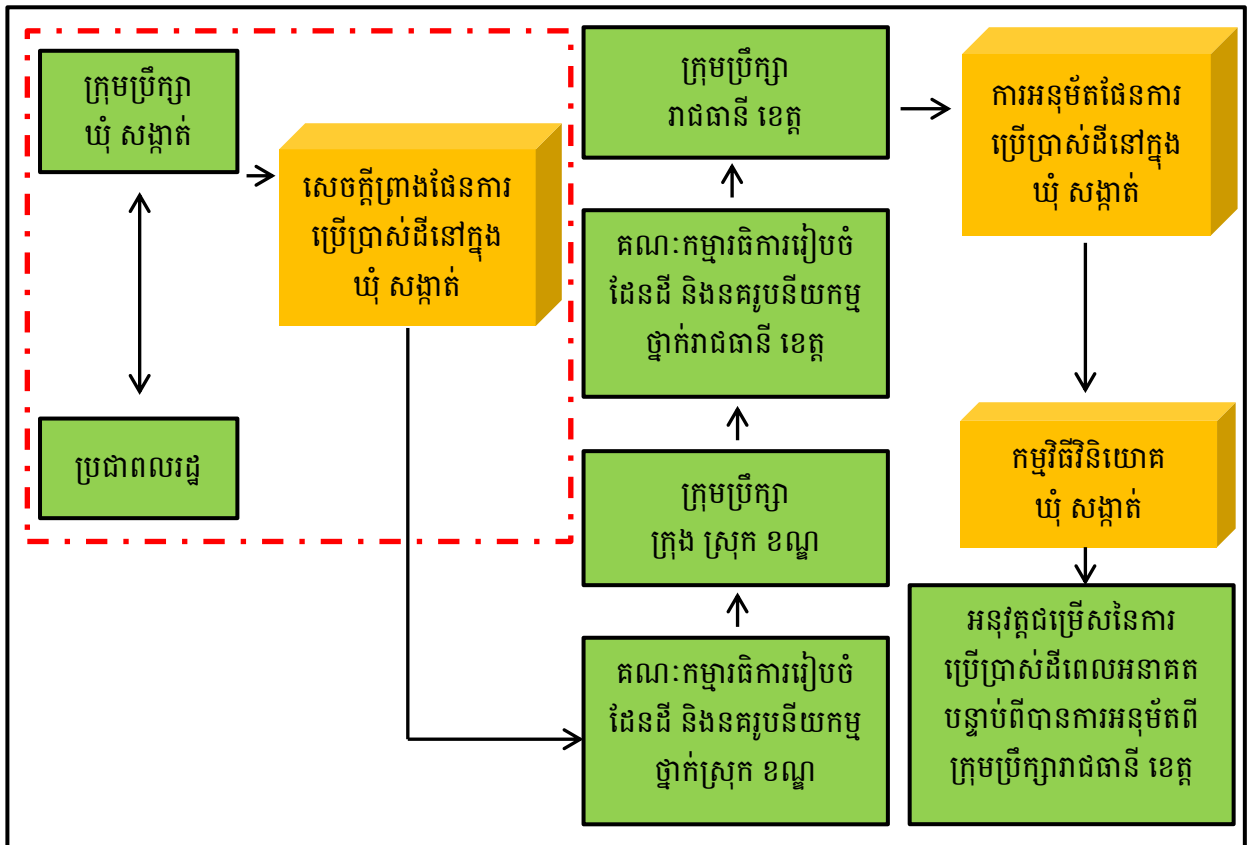 ក្រុមប្រឹក្សា
ឃុំ សង្កាត់
ប្រជាពលរដ្ឋ
សេចក្តីព្រាងផែនការ
ប្រើប្រាស់ដីនៅក្នុង
ឃុំ សង្កាត់
គណៈកម្មារធិការរៀបចំ
ដែនដី និងនគរូបនីយកម្ម
ថ្នាក់ស្រុក ខណ្ឌ
ក្រុមប្រឹក្សា
ក្រុង ស្រុក ខណ្ឌ
គណៈកម្មារធិការរៀបចំ
ដែនដី និងនគរូបនីយកម្ម
ថ្នាក់រាជធានី ខេត្ត
ក្រុមប្រឹក្សា
រាជធានី ខេត្ត
ការអនុម័តផែនការ
ប្រើប្រាស់ដីនៅក្នុង
ឃុំ សង្កាត់
កម្មវិធីវិនិយោគ
ឃុំ សង្កាត់
អនុវត្តជម្រើសនៃការ
ប្រើប្រាស់ដីពេលអនាគត
បន្ទាប់ពីបានការអនុម័តពី
ក្រុមប្រឹក្សារាជធានី ខេត្ត